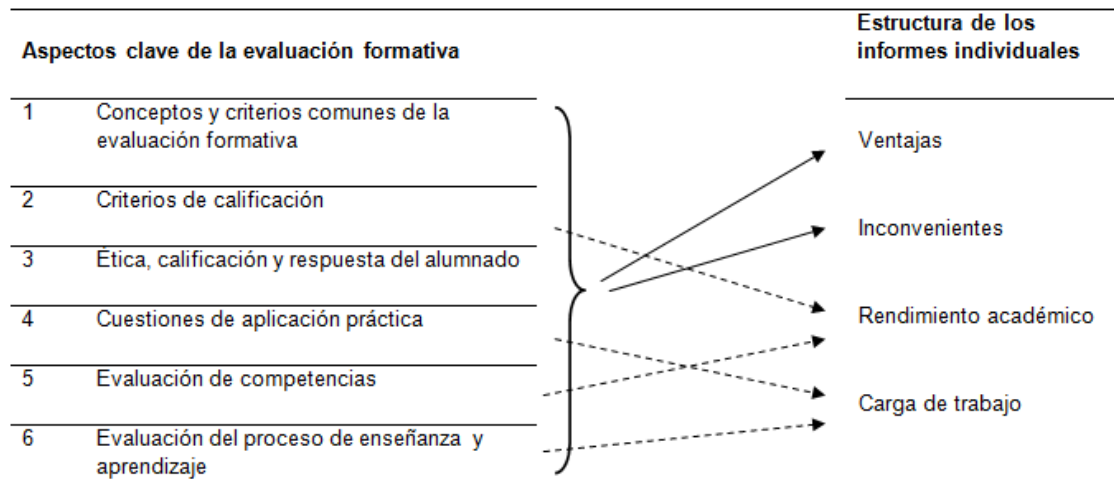 Aspectos clave de la evaluación formativa
Estructura de los
informes individuales
1 Conceptos y criterios comunes de la
evaluación formativa
2 Criterios de calificación
3 Ética, calificación y respuesta del alumnado
4 Cuestiones de aplicación práctica
5 Evaluación de competencias
6 Evaluación del proceso de enseñanza y
aprendizaje
Ventajas
Inconvenientes
Rendimiento académico
Carga de trabajo